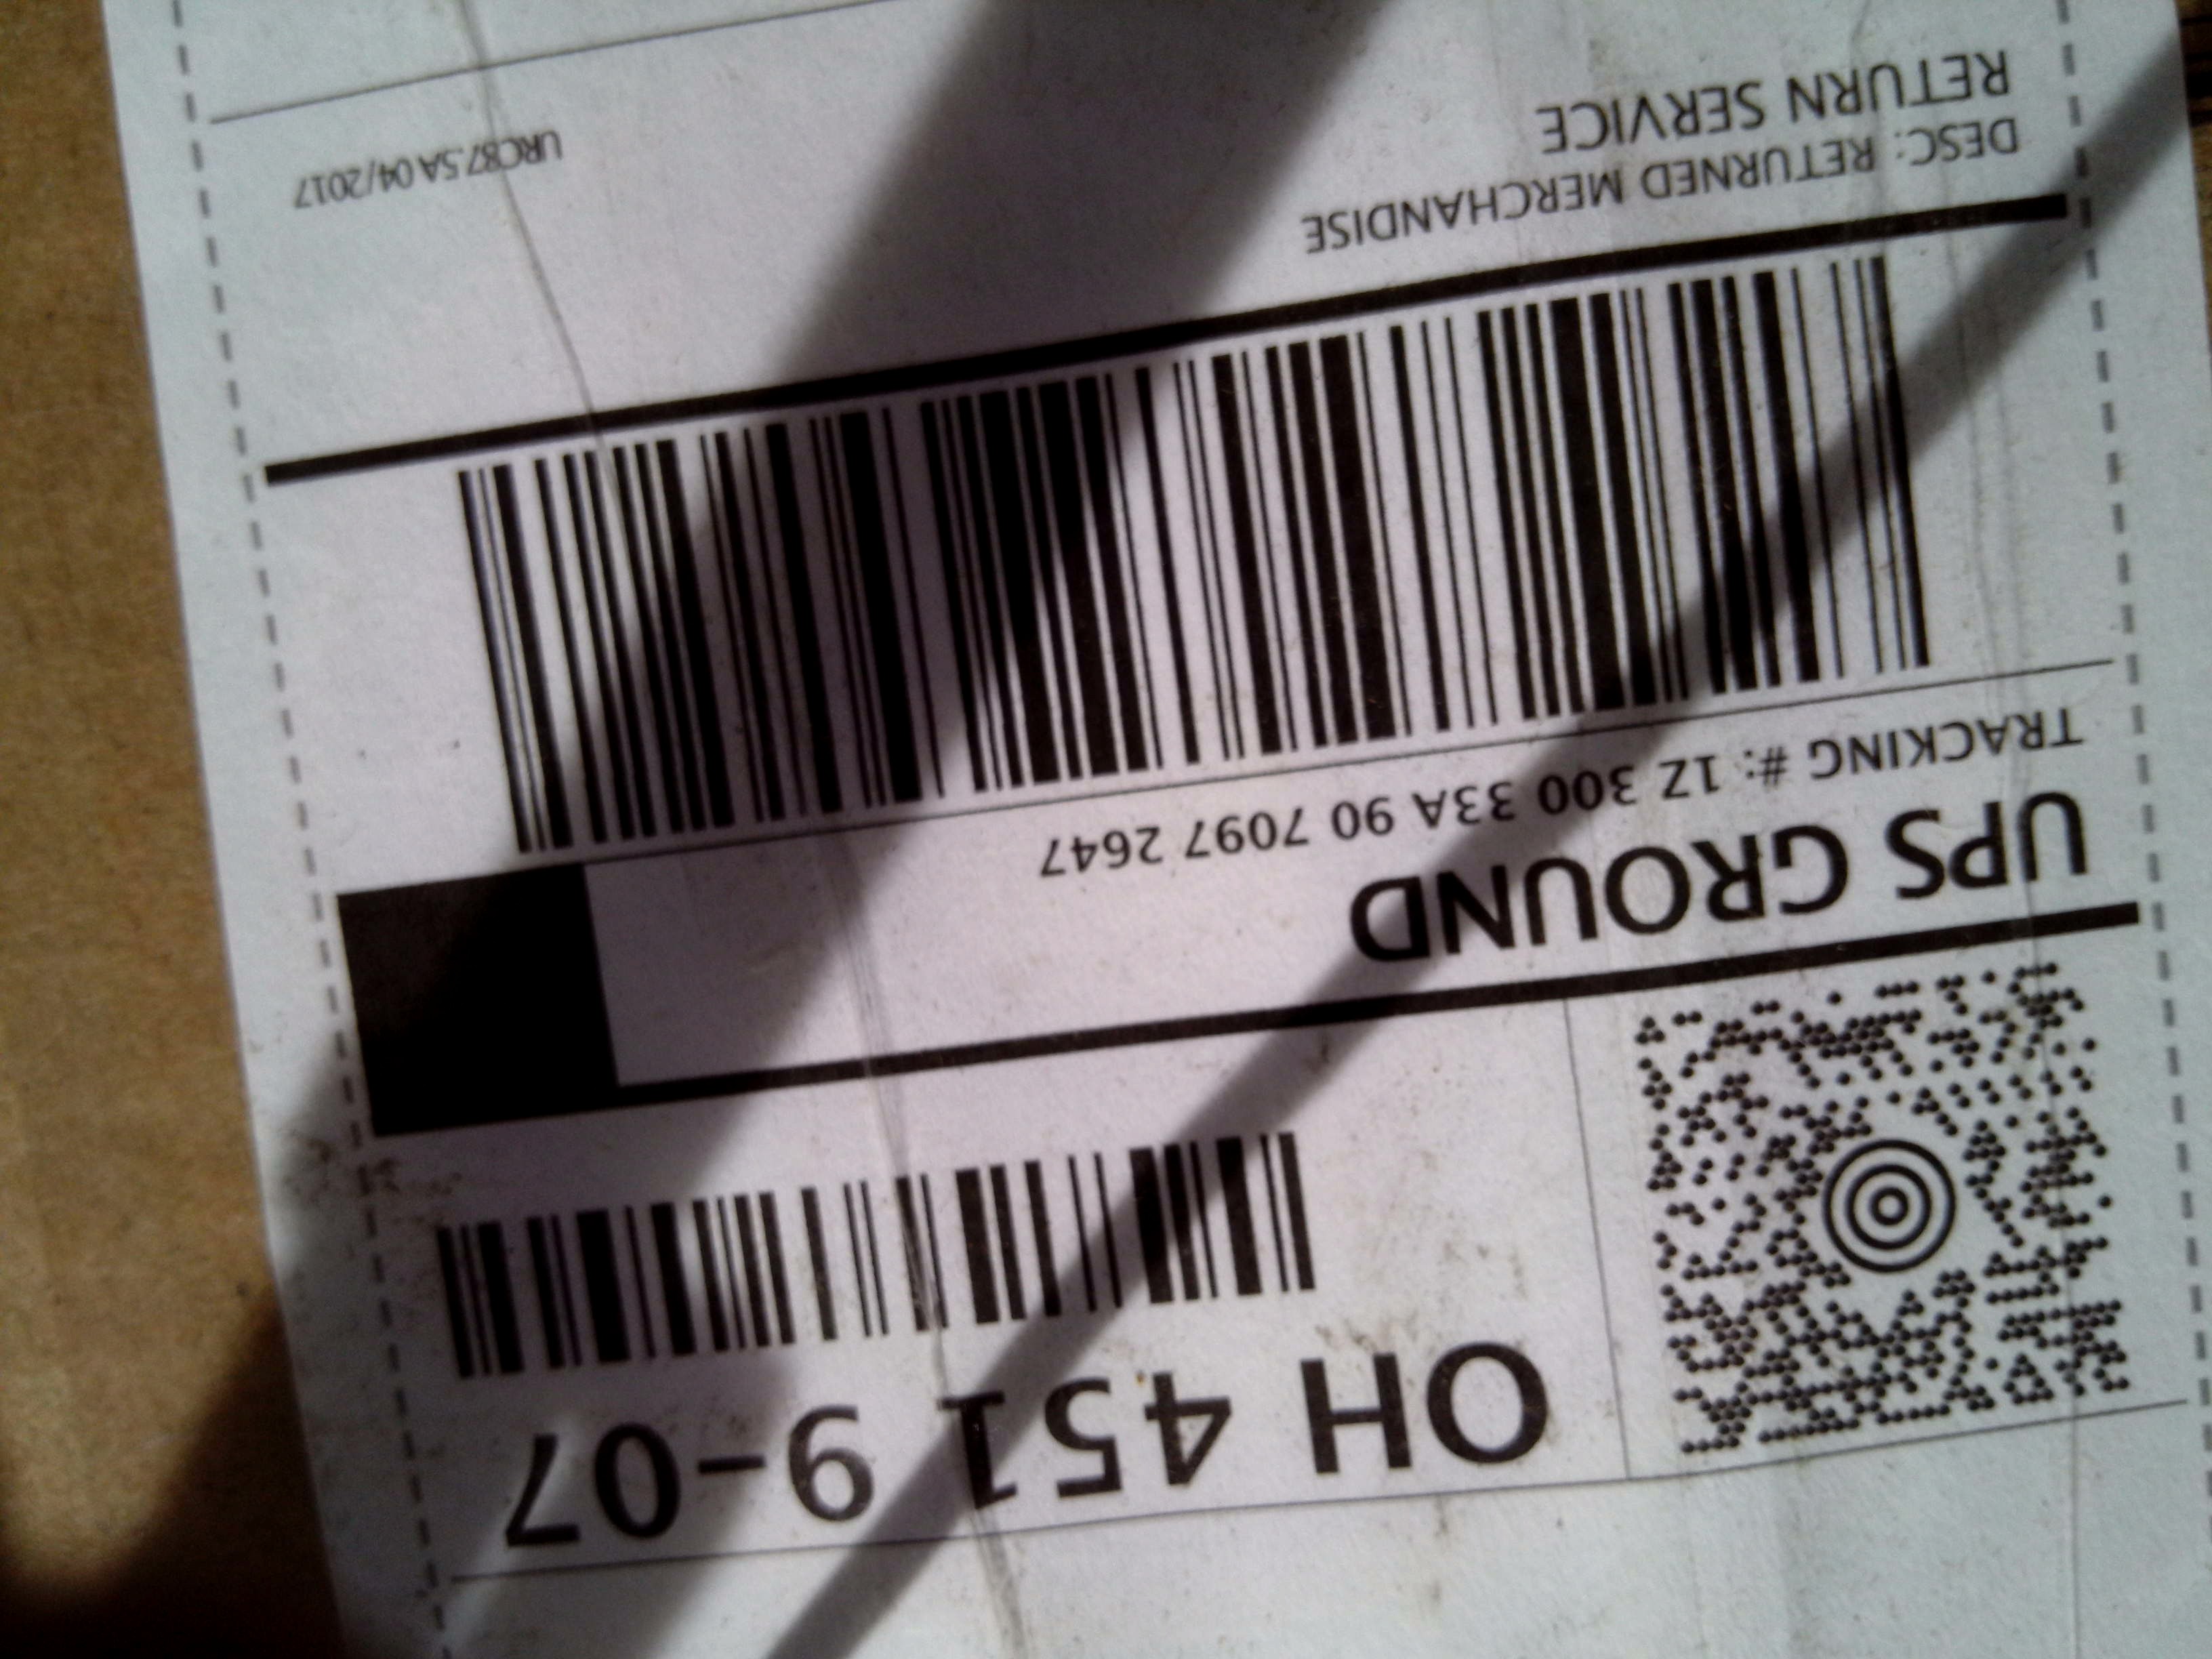 OH 451 9-07
UPS GROUND
TRACKING #: 1Z 300 33A 90 7097 2647
DESC: RETURNED MERCHANDISE
RETURN SERVICE
URC87.5A 04/2017